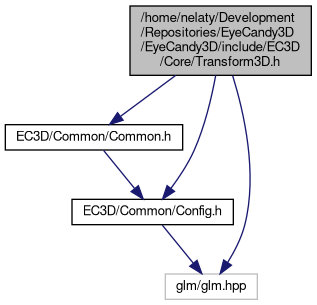 /home/nelaty/Development
/Repositories/EyeCandy3D
/EyeCandy3D/include/EC3D
/Core/Transform3D.h
EC3D/Common/Common.h
EC3D/Common/Config.h
glm/glm.hpp